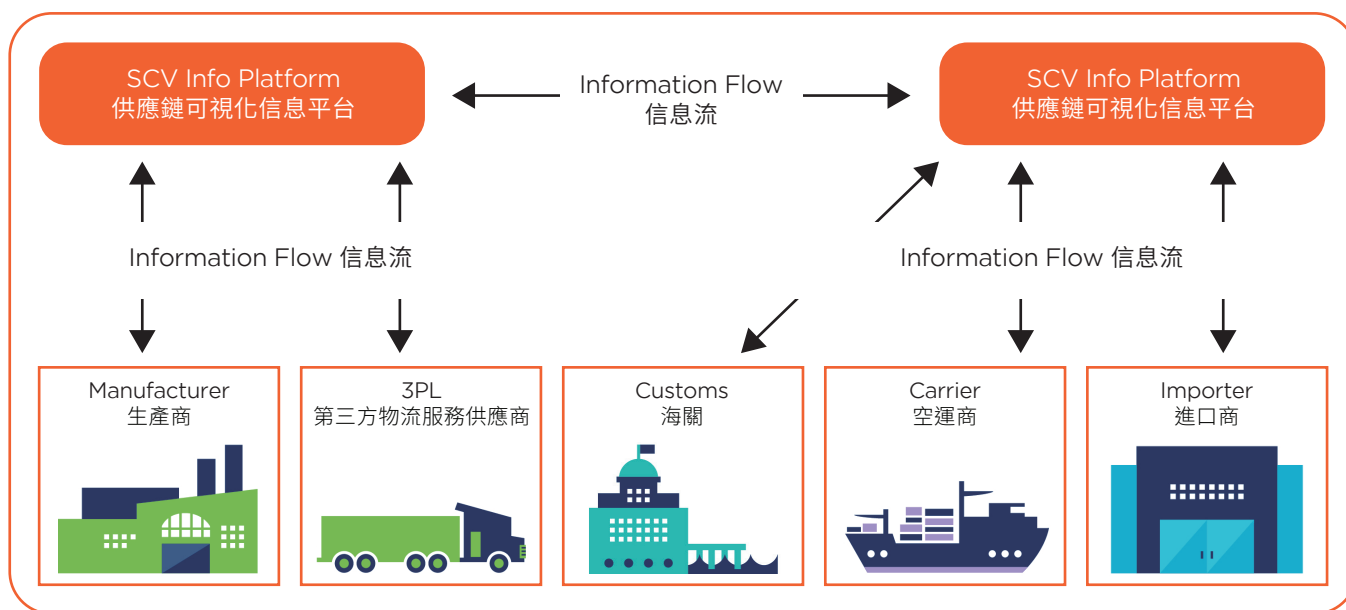 SCV Info Platform
供應鏈可視化信息平台
Information Flow
信息流
SCV Info Platform
供應鏈可視化信息平台
Information Flow 信息流
Information Flow 信息流
Manufacturer
生產商
3PL
第三方物流服務供應商
Customs
海關
Carrier
空運商
Importer
進口商